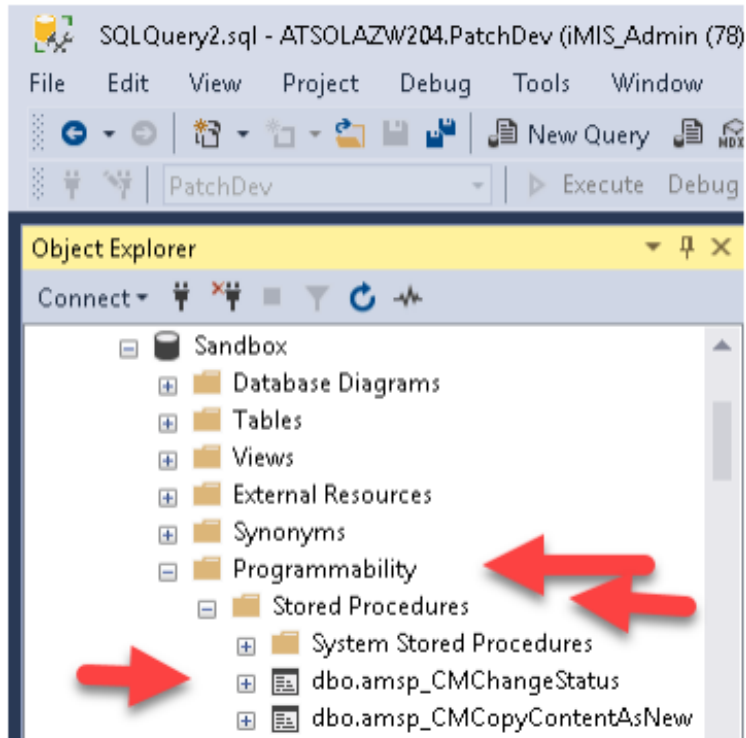 SQLQuery2.sql - ATSOLAZW204.PatchDev (iMIS_Admin (78)
File Edit View Project Debug Tools Window
New Query MDX
PatchDev Execute Debug
Object Explorer
Connect
Sandbox
Database Diagrams
Tables
Views
External Resources
Synonyms
Programmability
Stored Procedures
System Stored Procedures
dbo.amsp_CMChangeStatus
dbo.amsp_CMCopyContentAsNew